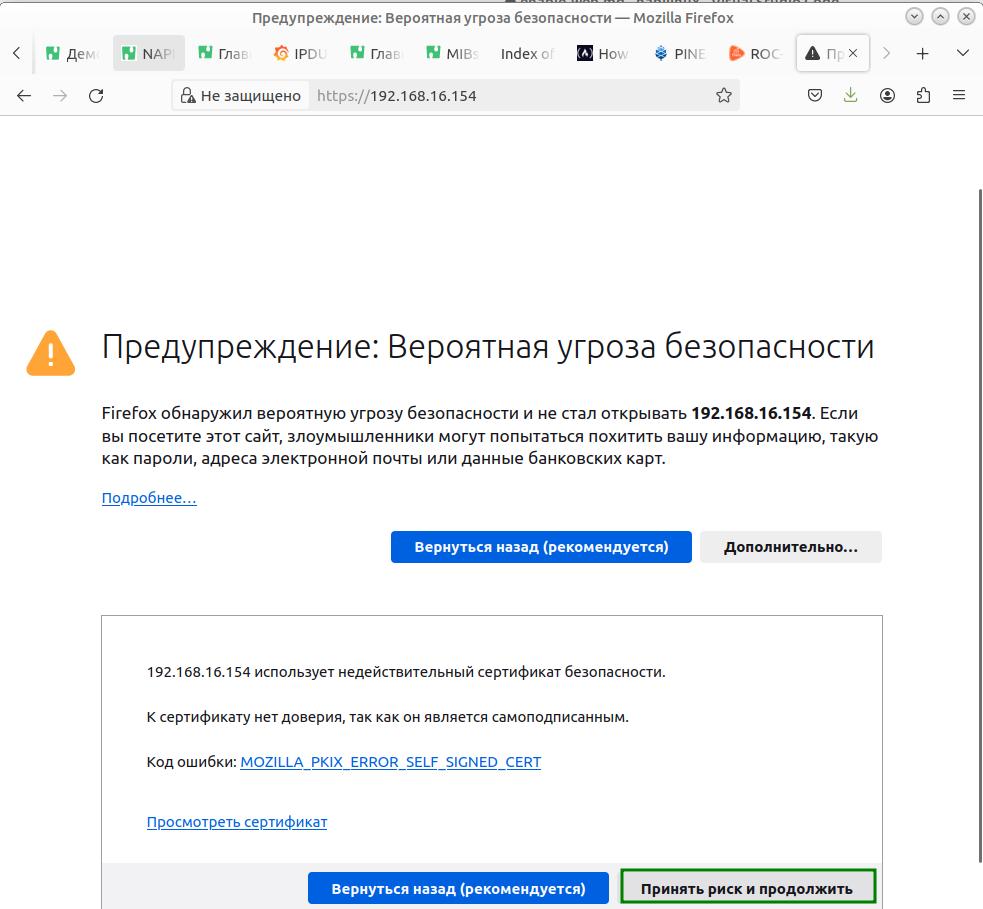 Предупреждение: Вероятная угроза безопасности — Mozilla Firefox
Дем NAP Глав IPDU Глав MIBs Index of How PINE ROC- Пр
Не защищено https://192.168.16.154
Предупреждение: Вероятная угроза безопасности
Firefox обнаружил вероятную угрозу безопасности и не стал открывать 192.168.16.154. Если
вы посетите этот сайт, злоумышленники могут попытаться похитить вашу информацию, такую
как пароли, адреса электронной почты или данные банковских карт.
Подробнее…
Вернуться назад (рекомендуется) Дополнительно…
192.168.16.154 использует недействительный сертификат безопасности.
К сертификату нет доверия, так как он является самоподписанным.
Код ошибки: MOZILLA_PKIX_ERROR_SELF_SIGNED_CERT
Просмотреть сертификат
Вернуться назад (рекомендуется) Принять риск и продолжить